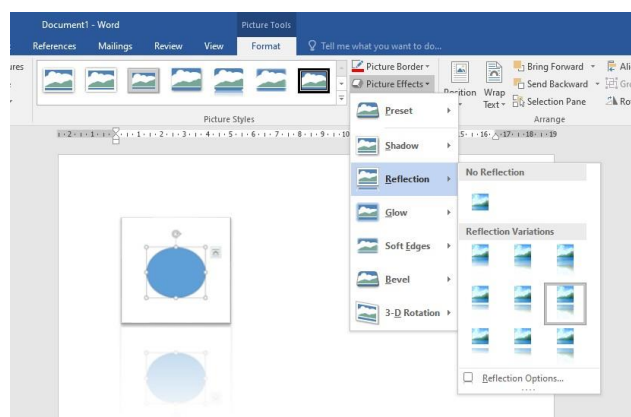 Document1 - Word
Picture Tools
References Mailings Review View Format Tell me what you want to do...
Picture Border
Picture Effects
Position
Wrap
Text
Bring Forward
Send Backward
Selection Pane
Picture Styles
Arrange
Preset
Shadow
Reflection
Glow
Soft Edges
Bevel
3-D Rotation
No Reflection
Reflection Variations
Reflection Options...